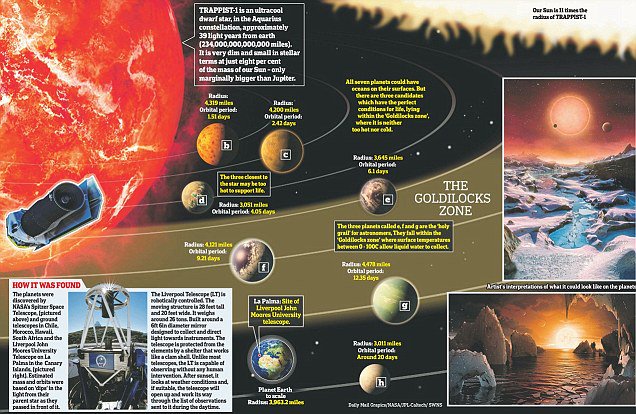 TRAPPIST-1 is an ultracool
dwarf star, in the Aquarius
constellation, approximately
39 light years from earth
(234,000,000,000,000 miles).
It is very dim and small in stellar
terms at just eight per cent
of the mass of our Sun - only
marginally bigger than Jupiter.
Our Sun is 11 times the
radius of TRAPPIST-1
All seven planets could have
oceans on their surfaces. But
there are three candidates
which have the perfect
conditions for life, lying
within the 'Goldilocks zone',
where it is neither
too hot nor cold.
Radius:
4,319 miles
Orbital period:
1.51 days
b
Radius:
4,200 miles
Orbital period:
2.42 days
c
The three closest to
the star may be too
hot to support life.
d
Radius: 3,051 miles
Orbital period: 4.05 days
Radius: 3,645 miles
Orbital period:
6.1 days
e
THE
GOLDILOCKS
ZONE
The three planets called e, f and g are the 'holy
grail' for astronomers. They fall within the
'Goldilocks zone' where surface temperatures
between 0 - 100C allow liquid water to collect.
Radius: 4,121 miles
Orbital period:
9.21 days
f
Radius: 4,478 miles
Orbital period:
12.35 days
g
Artist's interpretations of what it could look like on the planets
HOW IT WAS FOUND
The planets were
discovered by
NASA's Spitzer Space
Telescope, (pictured
above) and ground
telescopes in Chile,
Morocco, Hawaii,
South Africa and the
Liverpool John
Moores University
Telescope on La
Palma in the Canary
Islands, (pictured
right). Estimated
mass and orbits were
based on 'dips' in the
light from their
parent star as they
passed in front of it.
The Liverpool Telescope (LT) is
robotically controlled. The
moving structure is 28 feet tall
and 20 feet wide. It weighs
around 26 tons. Built around a
6ft 6in diameter mirror
designed to collect and direct
light towards instruments. The
telescope is protected from the
elements by a shelter that works
like a clam shell. Unlike most
telescopes, the LT is capable of
observing without any human
intervention. After sunset, it
looks at weather conditions and,
if suitable, the telescope will
open up and work its way
through the list of observations
sent to it during the daytime.
La Palma: Site of
Liverpool John
Moores University
telescope.
Planet Earth
to scale
Radius: 3,963.2 miles
Radius: 3,011 miles
Orbital period:
Around 20 days
h
Daily Mail Grapics/NASA/JPL-Caltech/ SWNS